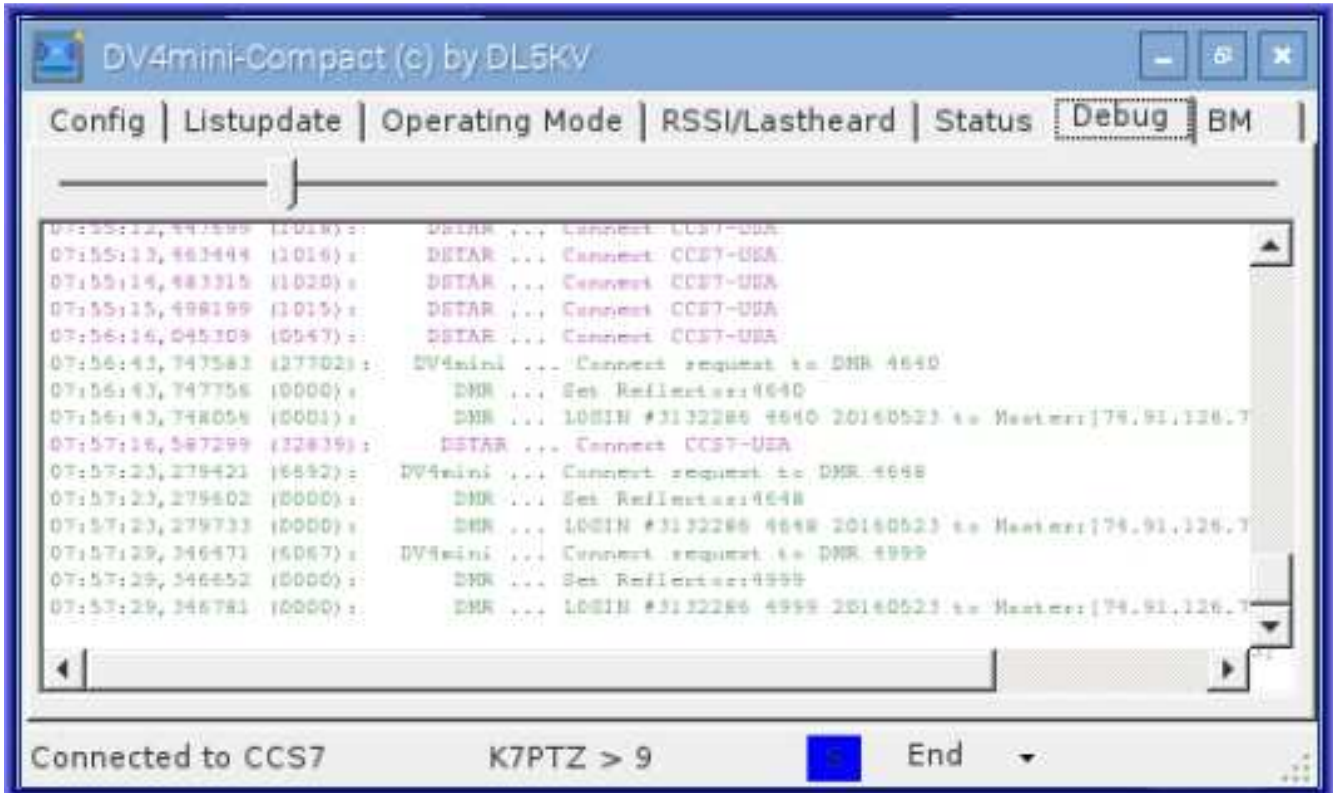 DV4mini-Compact (c) by DL5KV
Config | Listupdate | Operating Mode | RSSI/Lastheard | Status Debug BM
07:55:12,447699 (1018): DSTAR ... Connect CCS7-USA
07:55:13,463444 (1016): DSTAR ... Connect CCS7-USA
07:55:14,483315 (1020): DSTAR ... Connect CCS7-USA
07:55:15,498199 (1015): DSTAR ... Connect CCS7-USA
07:56:16,045309 (0547): DSTAR ... Connect CCS7-USA
07:56:43,747583 (27702): DV4mini ... Connect request to DMR 4640
07:56:43,747756 (0000): DMR ... Set Reflector:4640
07:56:43,748056 (0001): DMR ... LOGIN #3132286 4640 20160523 to Master:[74.91.126.7
07:57:16,587299 (32839): DSTAR ... Connect CCS7-USA
07:57:23,279421 (6692): DV4mini ... Connect request to DMR 4648
07:57:23,279602 (0000): DMR ... Set Reflector:4648
07:57:23,279733 (0000): DMR ... LOGIN #3132286 4648 20160523 to Master:[74.91.126.7
07:57:29,346471 (6067): DV4mini ... Connect request to DMR 4999
07:57:29,346652 (0000): DMR ... Set Reflector:4999
07:57:29,346781 (0000): DMR ... LOGIN #3132286 4999 20160523 to Master:[74.91.126.7
Connected to CCS7 K7PTZ > 9 End